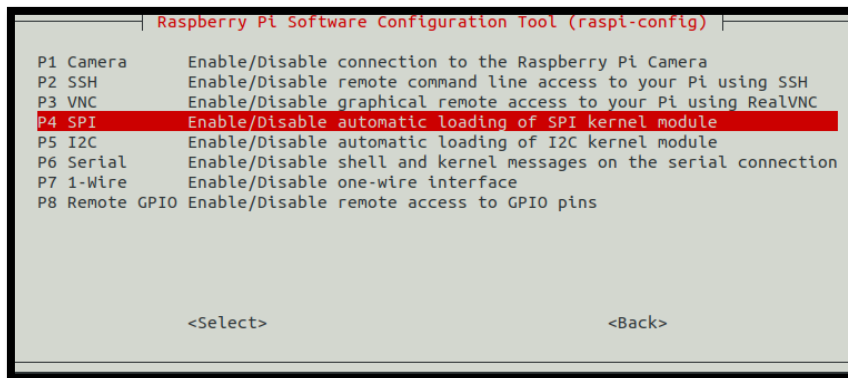 Raspberry Pi Software Configuration Tool (raspi-config)
P1 Camera Enable/Disable connection to the Raspberry Pi Camera
P2 SSH Enable/Disable remote command line access to your Pi using SSH
P3 VNC Enable/Disable graphical remote access to your Pi using RealVNC
P4 SPI Enable/Disable automatic loading of SPI kernel module
P5 I2C Enable/Disable automatic loading of I2C kernel module
P6 Serial Enable/Disable shell and kernel messages on the serial connection
P7 1-Wire Enable/Disable one-wire interface
P8 Remote GPIO Enable/Disable remote access to GPIO pins
<Select> <Back>